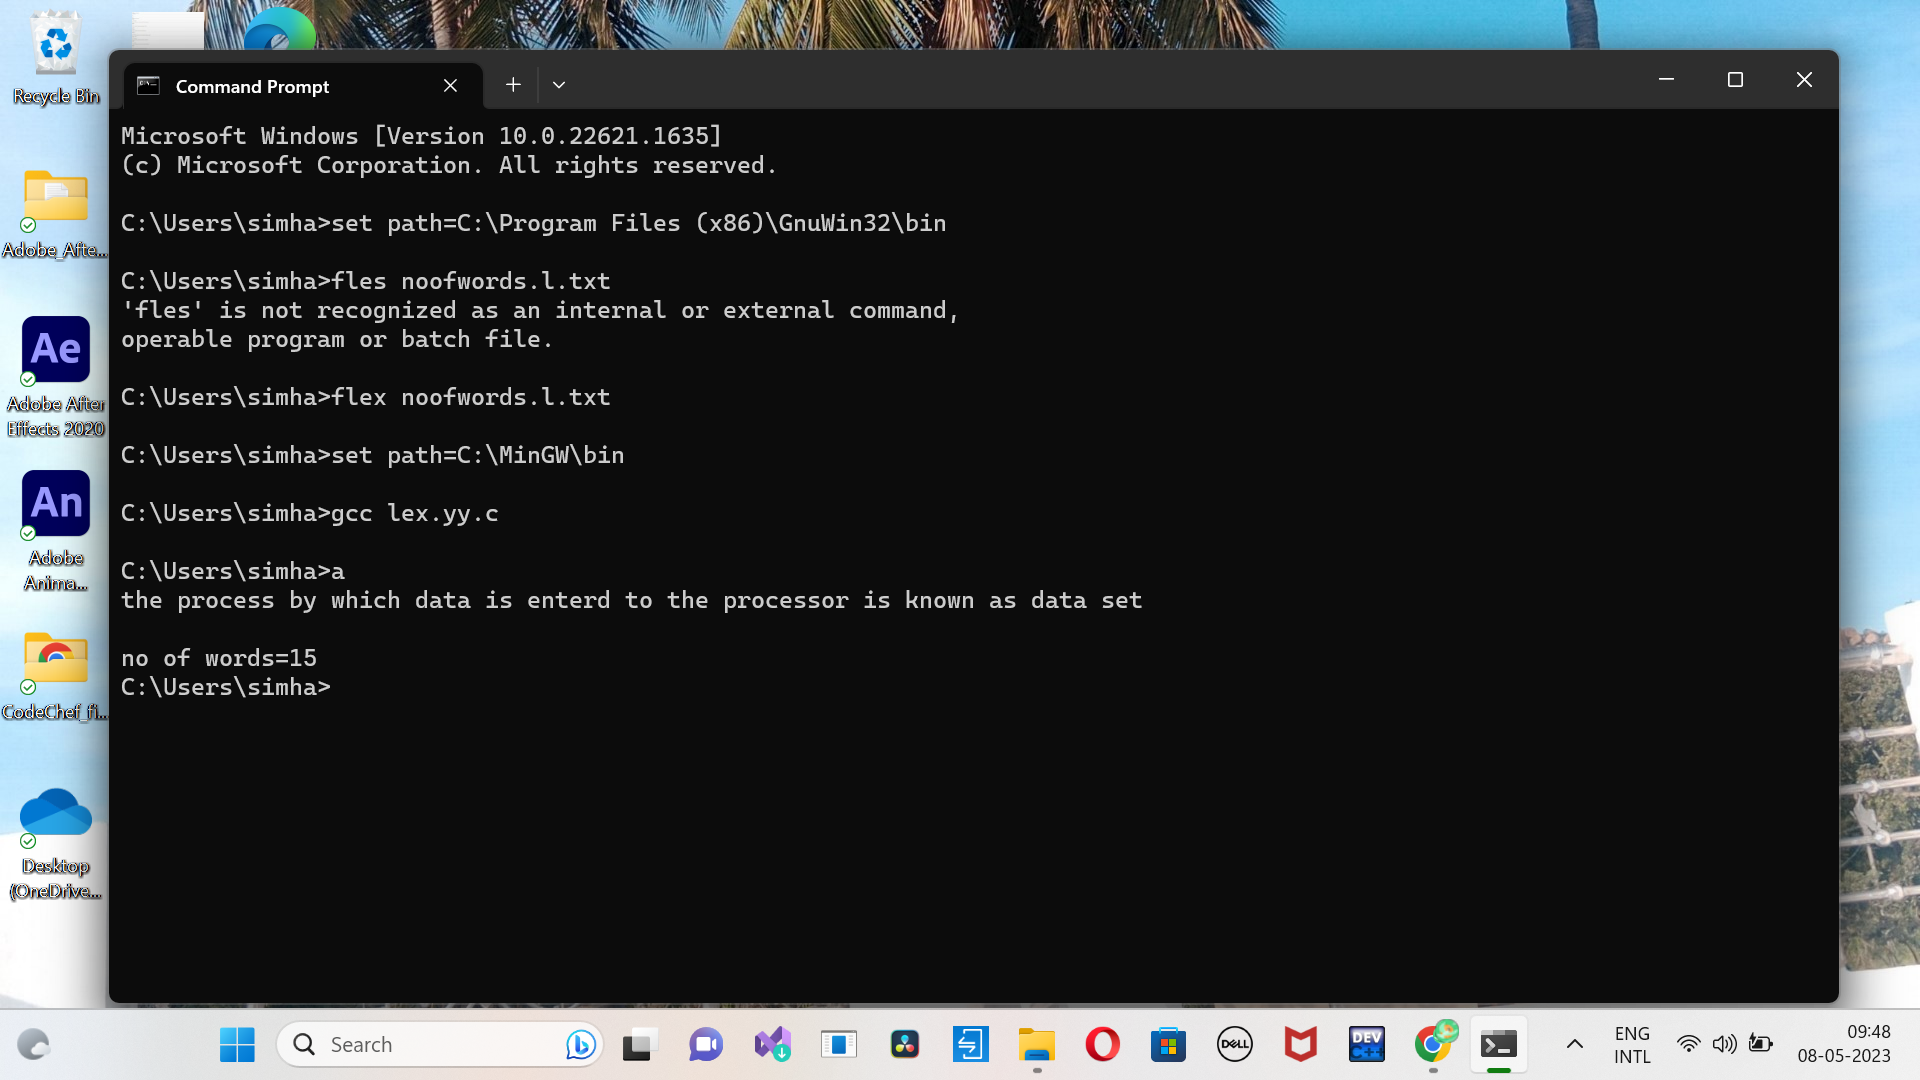 Recycle Bin
Adobe_Afte...
Adobe After
Effects 2020
Adobe
Anima...
CodeChef_fi...
Desktop
(OneDrive...
Command Prompt
Microsoft Windows [Version 10.0.22621.1635]
(c) Microsoft Corporation. All rights reserved.
C:\Users\simha>set path=C:\Program Files (x86)\GnuWin32\bin
C:\Users\simha>fles noofwords.l.txt
'fles' is not recognized as an internal or external command,
operable program or batch file.
C:\Users\simha>flex noofwords.l.txt
C:\Users\simha>set path=C:\MinGW\bin
C:\Users\simha>gcc lex.yy.c
C:\Users\simha>a
the process by which data is enterd to the processor is known as data set
no of words=15
C:\Users\simha>
Ae
An
Search
DELL
DEV
C++
ENG
INTL
09:48
08-05-2023